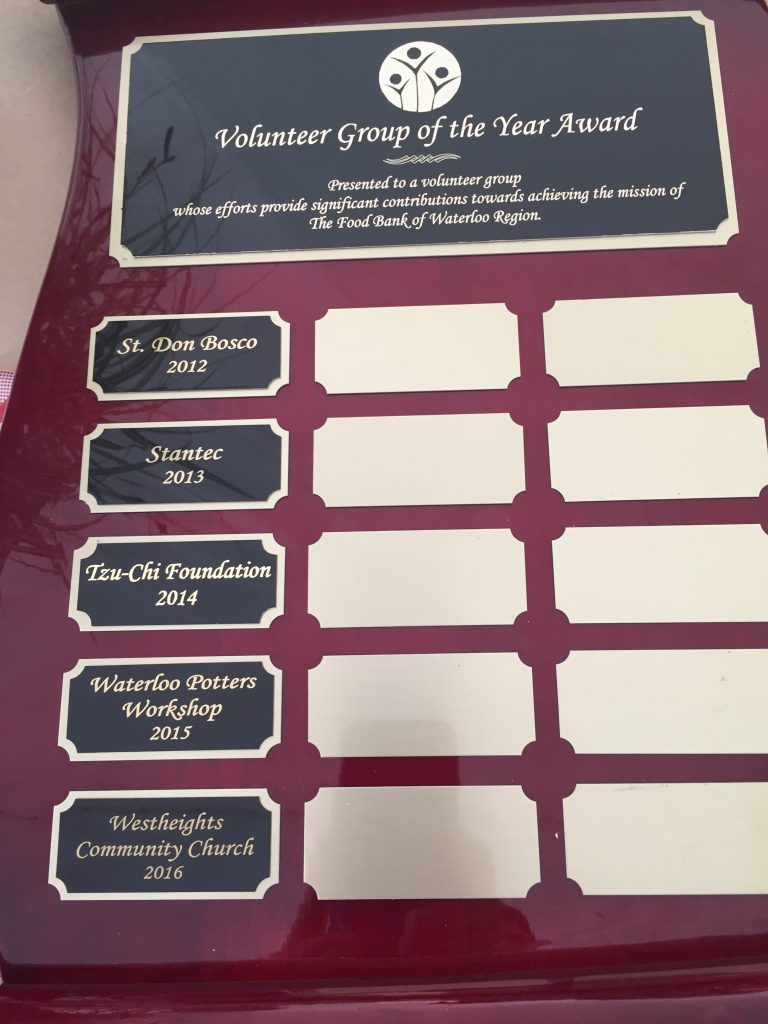 Volunteer Group of the Year Award
Presented to a volunteer group
whose efforts provide significant contributions towards achieving the mission of
The Food Bank of Waterloo Region.
St. Don Bosco
2012
Stantec
2013
Tzu-Chi Foundation
2014
Waterloo Potters
Workshop
2015
Westheights
Community Church
2016